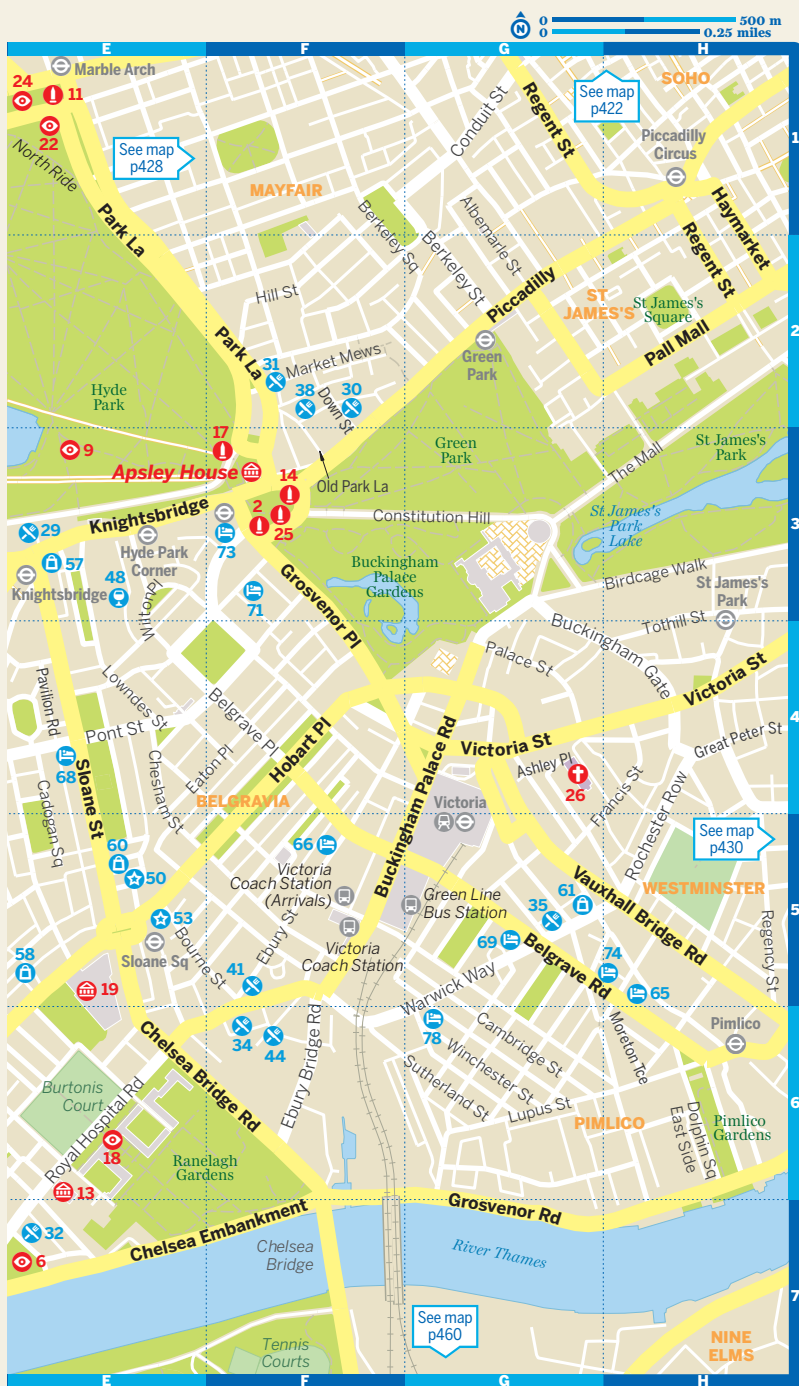 N
0 500 m
0 0.25 miles
E F G H
Marble Arch
24
11
22
North Ride
See map
p428
Park La
MAYFAIR
Conduit St
Regent St
See map
p422
SOHO
Piccadilly
Circus
1
Haymarket
Regent St
Berkeley Sq
Berkeley St
Albemarle St
Piccadilly
ST
JAMES'S
St James's
Square
Pall Mall
2
Hill St
Park La
31
Market Mews
38
Down St
30
Green
Park
Hyde
Park
9
17
Apsley House
14
Old Park La
Green
Park
The Mall
St James's
Park
2
25
Constitution Hill
St James's
Park
Lake
3
29
Knightsbridge
Hyde Park
Corner
73
57
Knightsbridge
48
Wilton Pl
71
Grosvenor Pl
Buckingham
Palace
Gardens
Birdcage Walk
St James's
Park
Tothill St
Buckingham Gate
Palace St
Victoria St
4
Pavilion Rd
Lowndes St
Pont St
Belgrave Pl
Hobart Pl
Buckingham Palace Rd
Victoria St
Great Peter St
Ashley Pl
26
Francis St
Rochester Row
68
Sloane St
Chesham St
Eaton Pl
BELGRAVIA
Cadogan Sq
Victoria
See map
p430
66
60
50
Victoria
Coach Station
(Arrivals)
Green Line
Bus Station
35
61
Vauxhall Bridge Rd
WESTMINSTER
5
53
Sloane Sq
Bourne St
Ebury St
Victoria
Coach Station
69
Belgrave Rd
74
65
Regency St
58
19
41
Warwick Way
34
44
78
Ebury Bridge Rd
Cambridge St
Winchester St
Sutherland St
Lupus St
Moreton Tce
Pimlico
Chelsea Bridge Rd
Burtonis
Court
Royal Hospital Rd
18
Ranelagh
Gardens
PIMLICO
Dolphin Sq
East Side
Pimlico
Gardens
6
13
32
6
Chelsea Embankment
Grosvenor Rd
Chelsea
Bridge
River Thames
7
See map
p460
Tennis
Courts
NINE
ELMS
E F G H